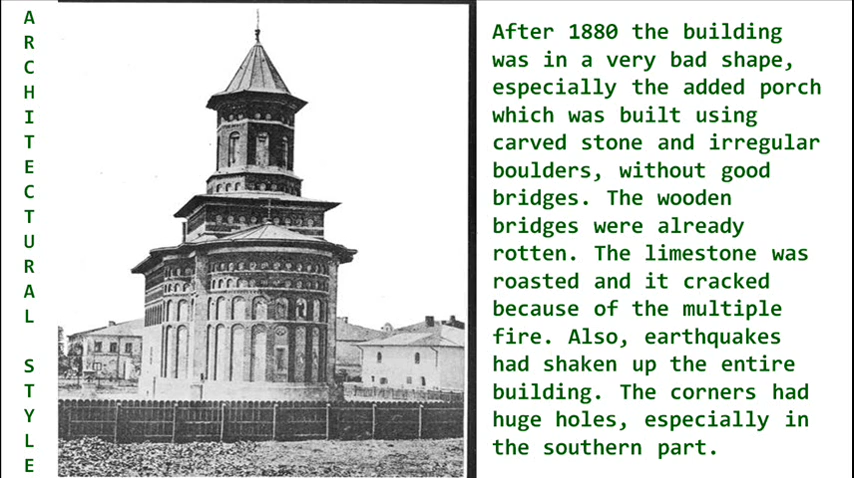 ARCHITECTURAL STYLE
After 1880 the building
was in a very bad shape,
especially the added porch
which was built using
carved stone and irregular
boulders, without good
bridges. The wooden
bridges were already
rotten. The limestone was
roasted and it cracked
because of the multiple
fire. Also, earthquakes
had shaken up the entire
building. The corners had
huge holes, especially in
the southern part.